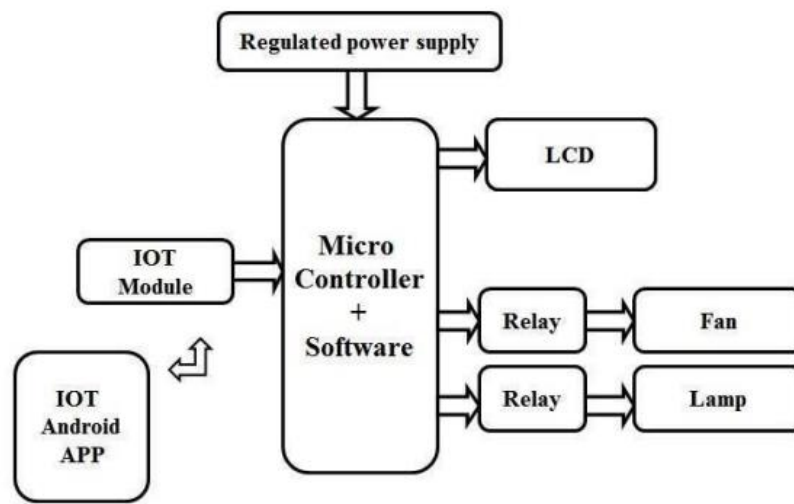 Regulated power supply
LCD
Micro
Controller
+
Software
IOT
Module
Relay
Fan
Relay
Lamp
IOT
Android
APP